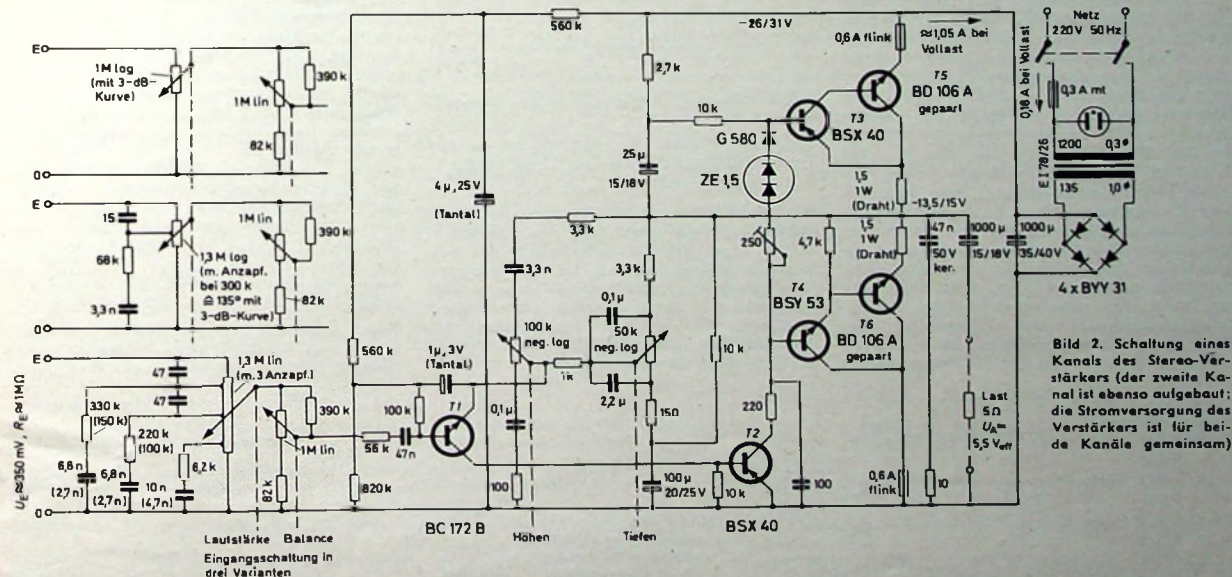 E
1M log
(mit 3-dB-
Kurve)
1M lin
390 k
82 k
0
E
15
68 k
3,3 n
1,3 M log
(m. Anzapf.
bei 300 k
≙ 135° mit
3-dB-Kurve)
1M lin
390 k
82 k
0
E
47
47
1,3 M lin
(m. 3 Anzapf.)
330 k
(150 k)
220 k
(100 k)
8,2 k
6,8 n
(2,7 n)
6,8 n
(2,7 n)
10 n
(4,7 n)
390 k
1M lin
82 k
0
U_E≈350 mV, R_E≈1MΩ
Lautstärke
Balance
Eingangsschaltung in
drei Varianten
560 k
820 k
56 k
47 n
100 k
1µ, 3V
(Tantal)
T1
BC 172 B
4µ, 25 V
(Tantal)
560 k
3,3 n
100 k
neg. log
0,1 µ
100
Höhen
1k
3,3 k
2,7 k
25 µ
15/18 V
3,3 k
0,1 µ
50 k
neg. log
2,2 µ
15Ω
100 µ
20/25 V
Tiefen
10 k
10 k
10 k
G 580
ZE 1,5
250
220
T2
BSX 40
100
-26/31 V
0,6 A flink
≈1,05 A bei
Vollast
T3
BSX 40
T5
BD 106 A
gepaart
1,5
1W
(Draht)
-13,5/15 V
1,5
1W
(Draht)
4,7 k
T4
BSY 53
T6
BD 106 A
gepaart
0,6 A
flink
47 n
50 V
ker.
10
1000 µ
15/18 V
1000 µ
35/40 V
Last
5 Ω
U_A=
5,5 V_eff
Netz
220 V 50 Hz
0,18 A bei Vollast
0,3 A mt
1200
0,3 ø
E I 78/26
135
1,0 ø
4 x BYY 31
Bild 2. Schaltung eines
Kanals des Stereo-Ver-
stärkers (der zweite Ka-
nal ist ebenso aufgebaut;
die Stromversorgung des
Verstärkers ist für bei-
de Kanäle gemeinsam)